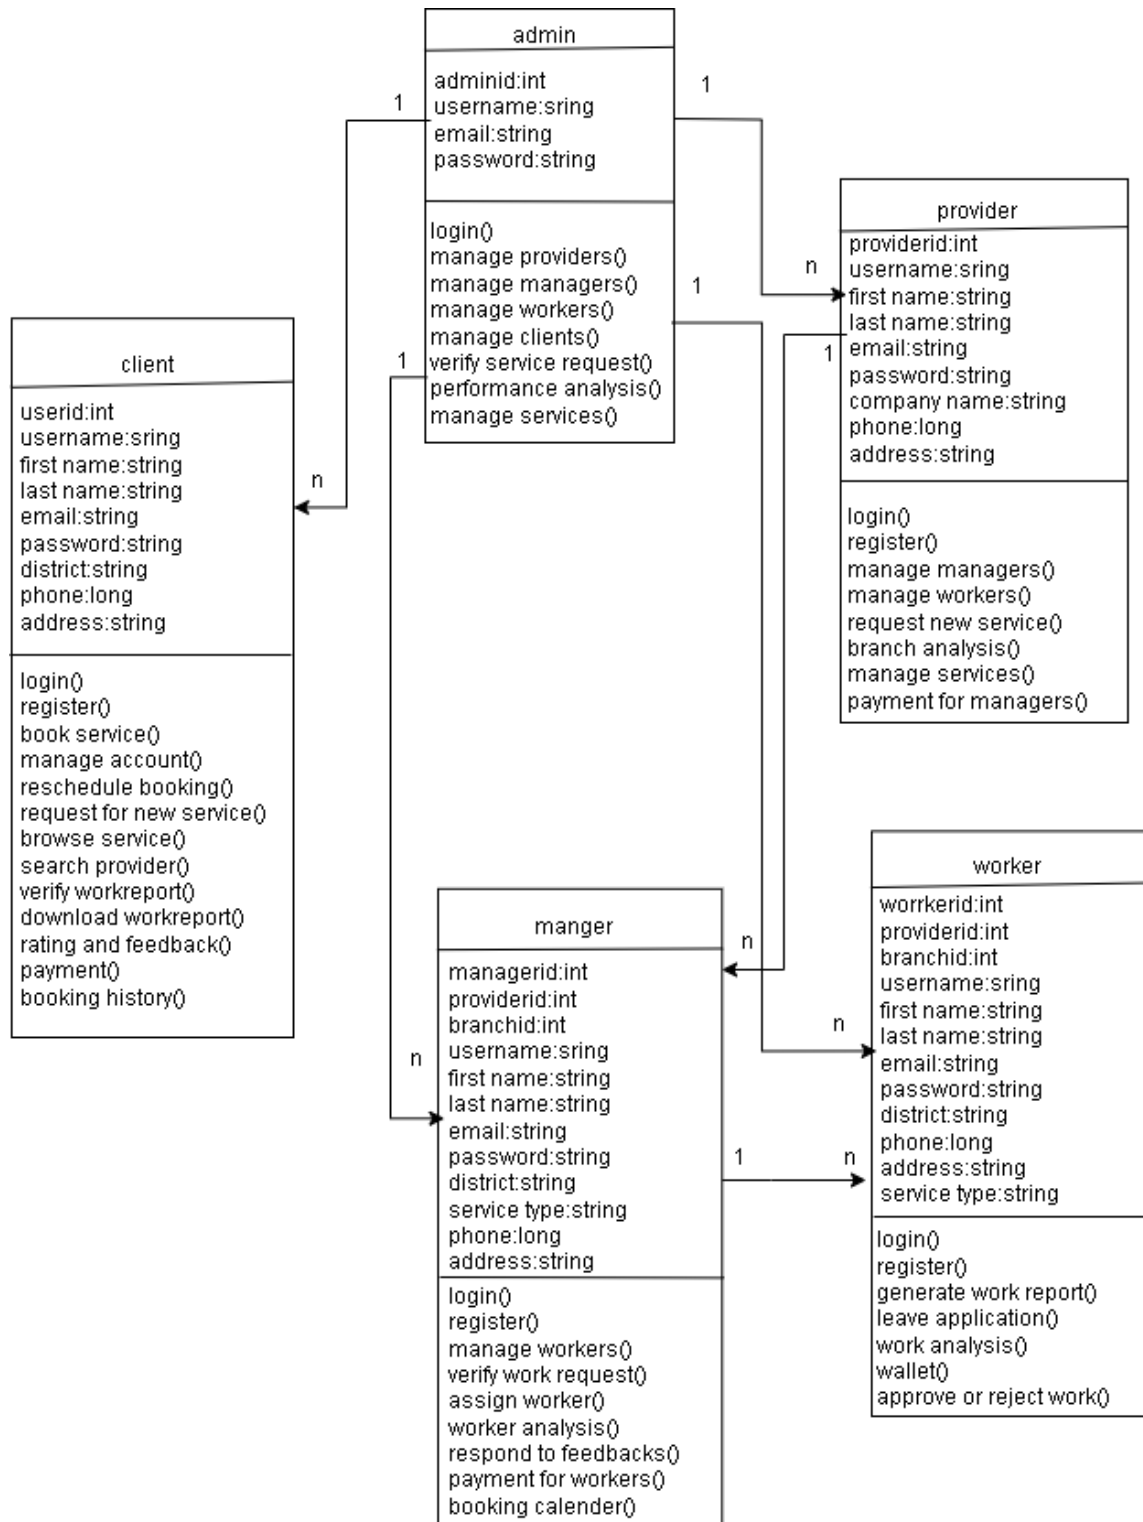 admin
adminid:int
username:sring
email:string
password:string
login()
manage providers()
manage managers()
manage workers()
manage clients()
verify service request()
performance analysis()
manage services()
1
1
1
1
n
n
provider
providerid:int
username:sring
first name:string
last name:string
email:string
password:string
company name:string
phone:long
address:string
login()
register()
manage managers()
manage workers()
request new service()
branch analysis()
manage services()
payment for managers()
1
client
userid:int
username:sring
first name:string
last name:string
email:string
password:string
district:string
phone:long
address:string
login()
register()
book service()
manage account()
reschedule booking()
request for new service()
browse service()
search provider()
verify workreport()
download workreport()
rating and feedback()
payment()
booking history()
manger
managerid:int
providerid:int
branchid:int
username:sring
first name:string
last name:string
email:string
password:string
district:string
service type:string
phone:long
address:string
login()
register()
manage workers()
verify work request()
assign worker()
worker analysis()
respond to feedbacks()
payment for workers()
booking calender()
n
n
n
1
n
worker
worrkerid:int
providerid:int
branchid:int
username:sring
first name:string
last name:string
email:string
password:string
district:string
phone:long
address:string
service type:string
login()
register()
generate work report()
leave application()
work analysis()
wallet()
approve or reject work()